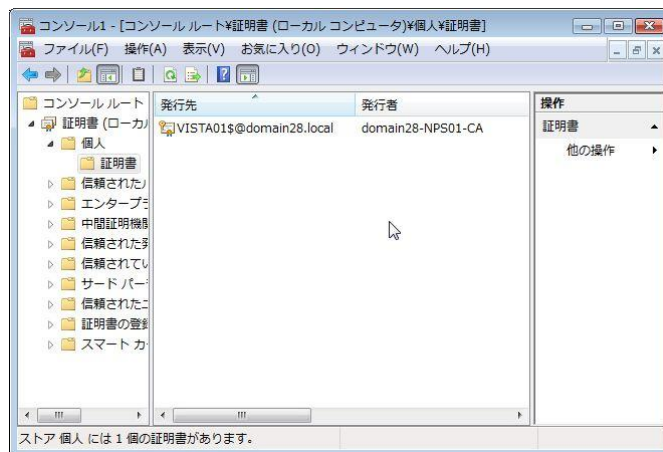 コンソール1 - [コンソール ルート¥証明書 (ローカル コンピュータ)¥個人¥証明書]
ファイル(F) 操作(A) 表示(V) お気に入り(O) ウィンドウ(W) ヘルプ(H)
コンソール ルート
証明書 (ローカ
個人
証明書
信頼された
エンタープ
中間証明機
信頼された
信頼されてい
サード パー
信頼された
証明書の登
スマート カ
発行先 発行者
VISTA01$@domain28.local domain28-NPS01-CA
操作
証明書
他の操作
ストア 個人 には 1 個の証明書があります。